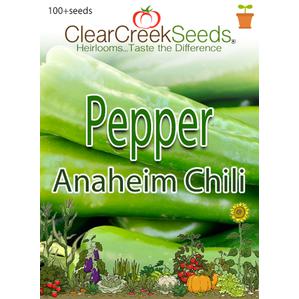 100+seeds
ClearCreekSeeds®
Heirlooms...Taste the Difference
Pepper
Anaheim Chili